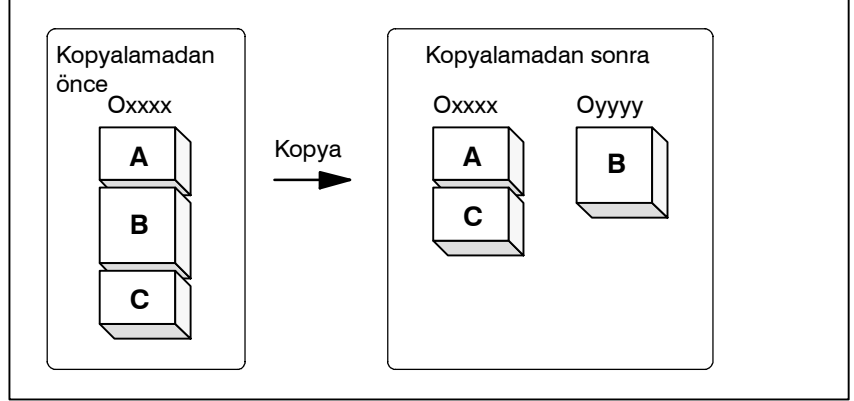 Kopyalamadan
önce
Oxxxx
A
B
C
Kopya
Kopyalamadan sonra
Oxxxx
A
C
Oyyyy
B